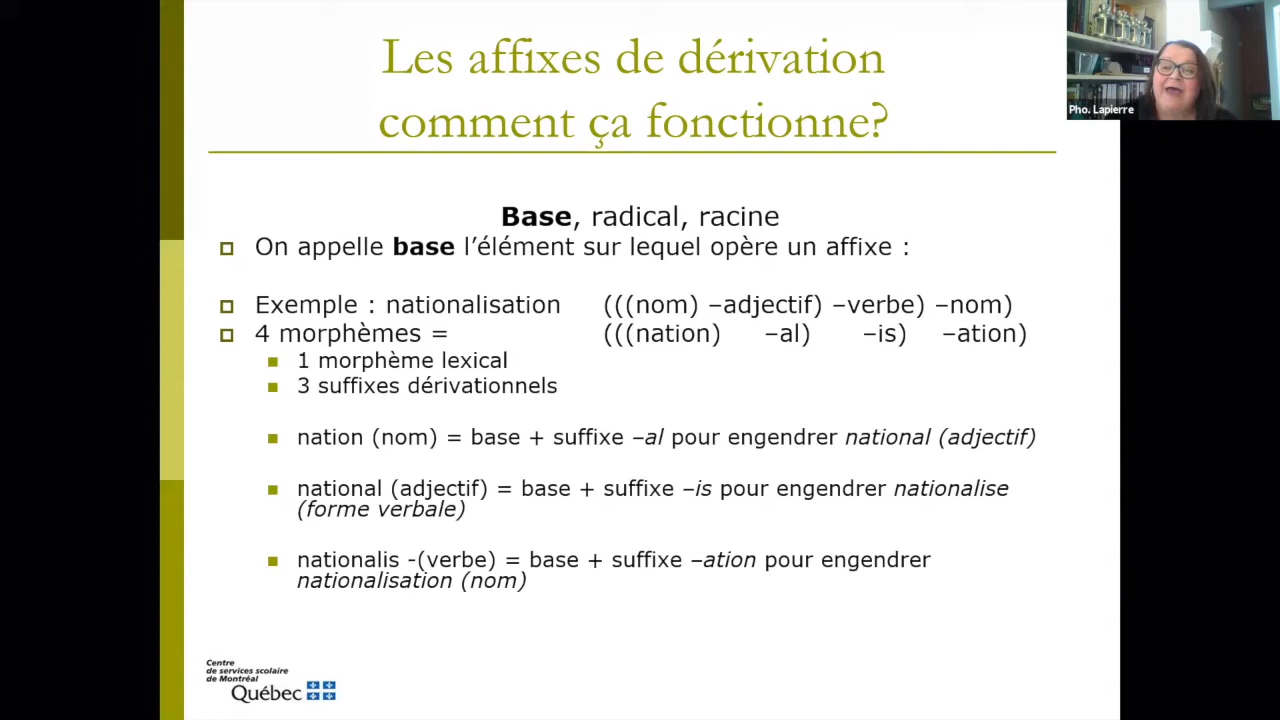 Les affixes de dérivation
comment ça fonctionne?
Pho. Lapierre
Base, radical, racine
On appelle base l'élément sur lequel opère un affixe :
Exemple : nationalisation (((nom) –adjectif) –verbe) –nom)
4 morphèmes = (((nation) –al) –is) –ation)
1 morphème lexical
3 suffixes dérivationnels
nation (nom) = base + suffixe –al pour engendrer national (adjectif)
national (adjectif) = base + suffixe –is pour engendrer nationalise
(forme verbale)
nationalis -(verbe) = base + suffixe –ation pour engendrer
nationalisation (nom)
Centre
de services scolaire
de Montréal
Québec